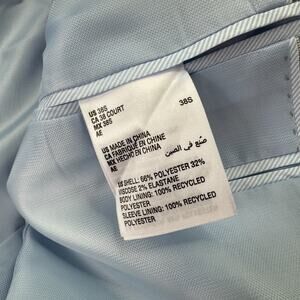 US 38S
CA 38 COURT
MX 38S
AE
38S
US MADE IN CHINA
CA FABRIQUÉ EN CHINE
MX HECHO EN CHINA
AE صنع في الصين
US SHELL: 66% POLYESTER 32%
VISCOSE 2% ELASTANE
BODY LINING: 100% RECYCLED
POLYESTER
SLEEVE LINING: 100% RECYCLED
POLYESTER